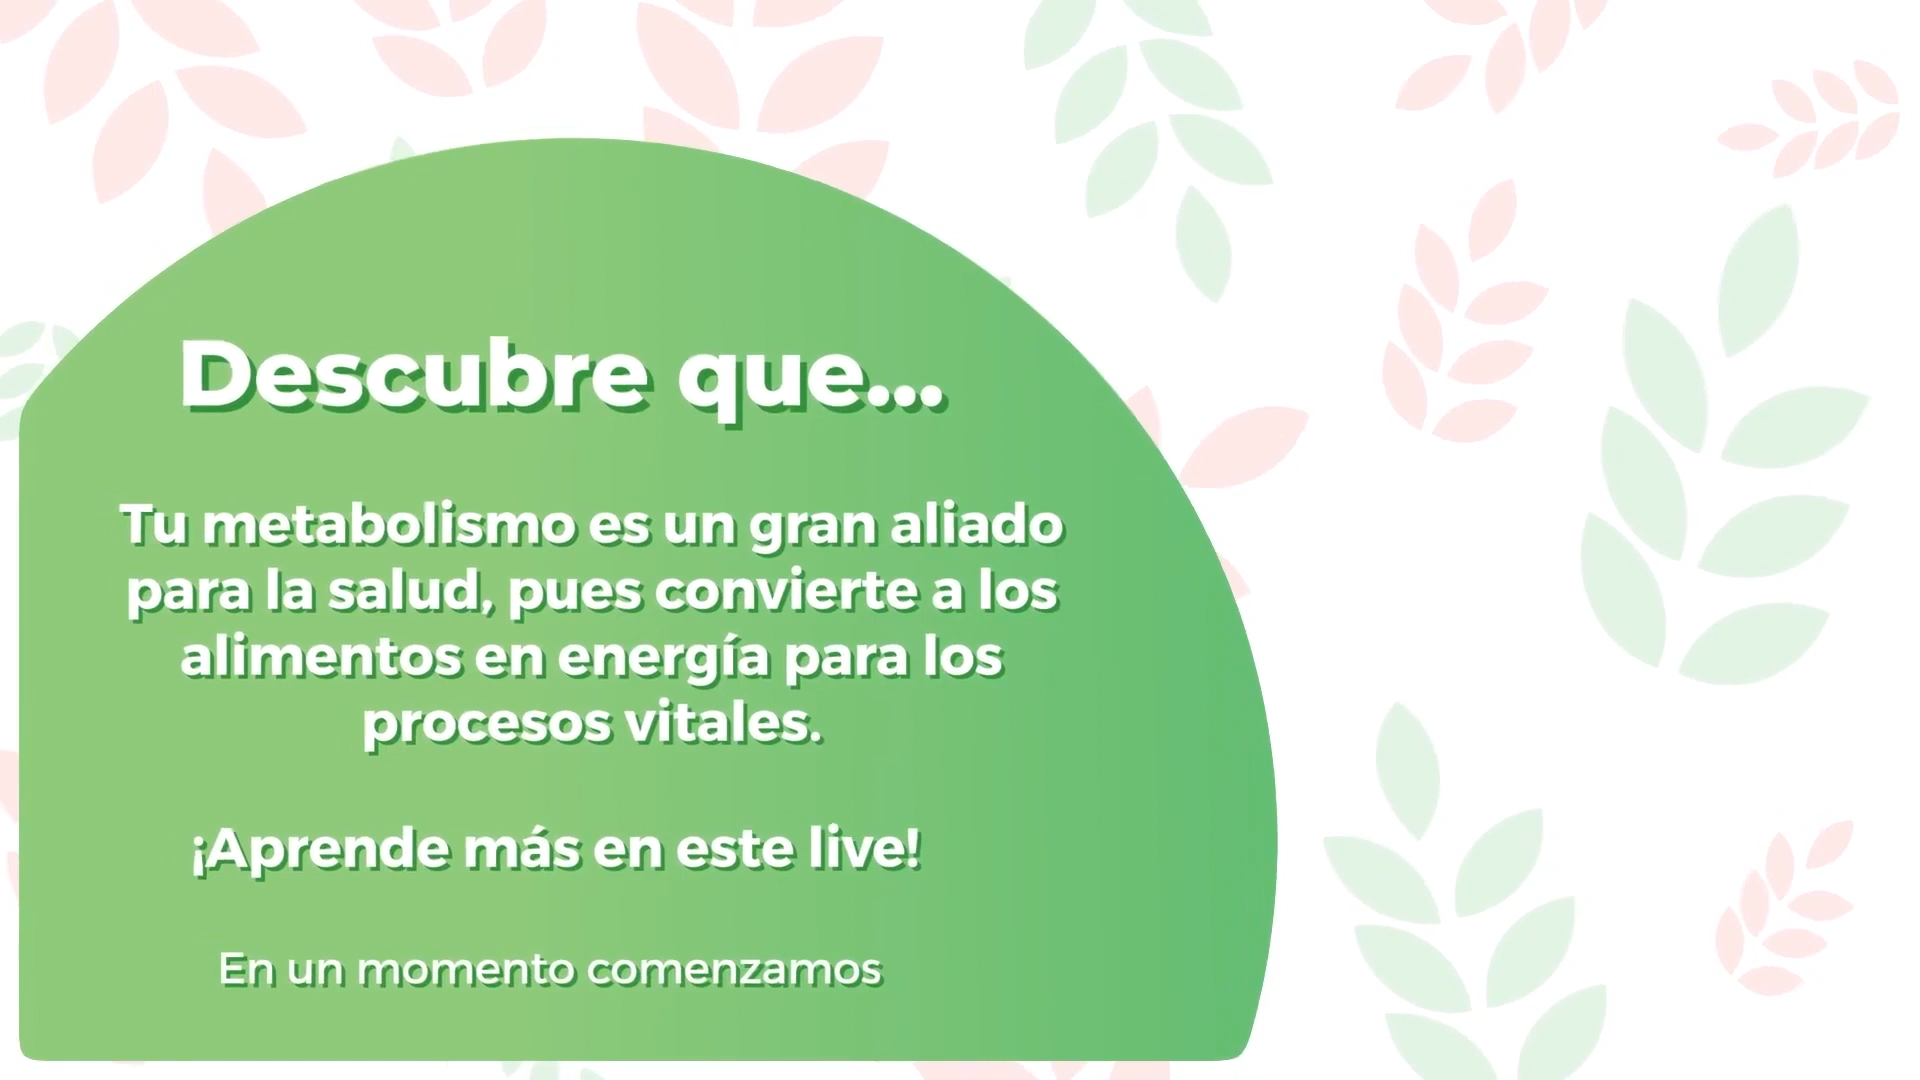 Descubre que...
Tu metabolismo es un gran aliado
para la salud, pues convierte a los
alimentos en energía para los
procesos vitales.
¡Aprende más en este live!
En un momento comenzamos